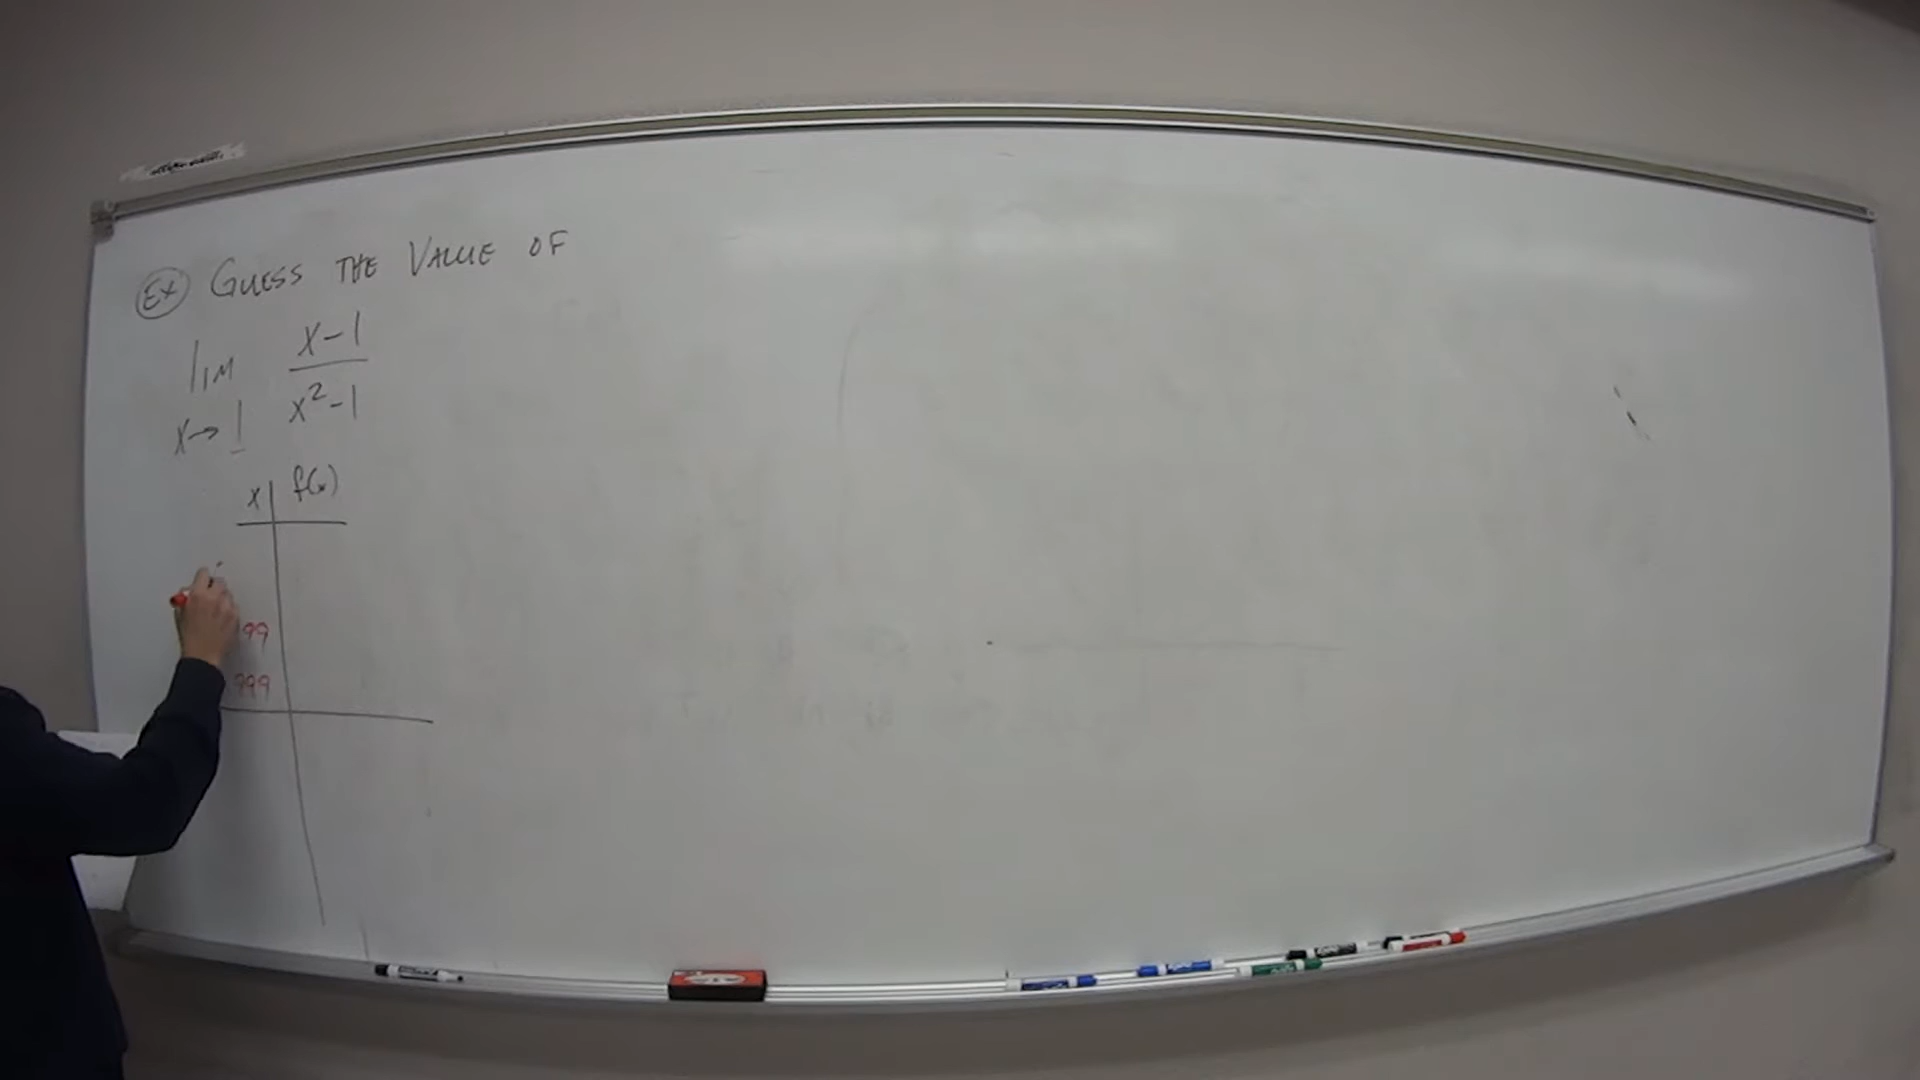 Ex GUESS THE VALUE OF
lim x-1
x→1 x²-1
x f(x)
99
999